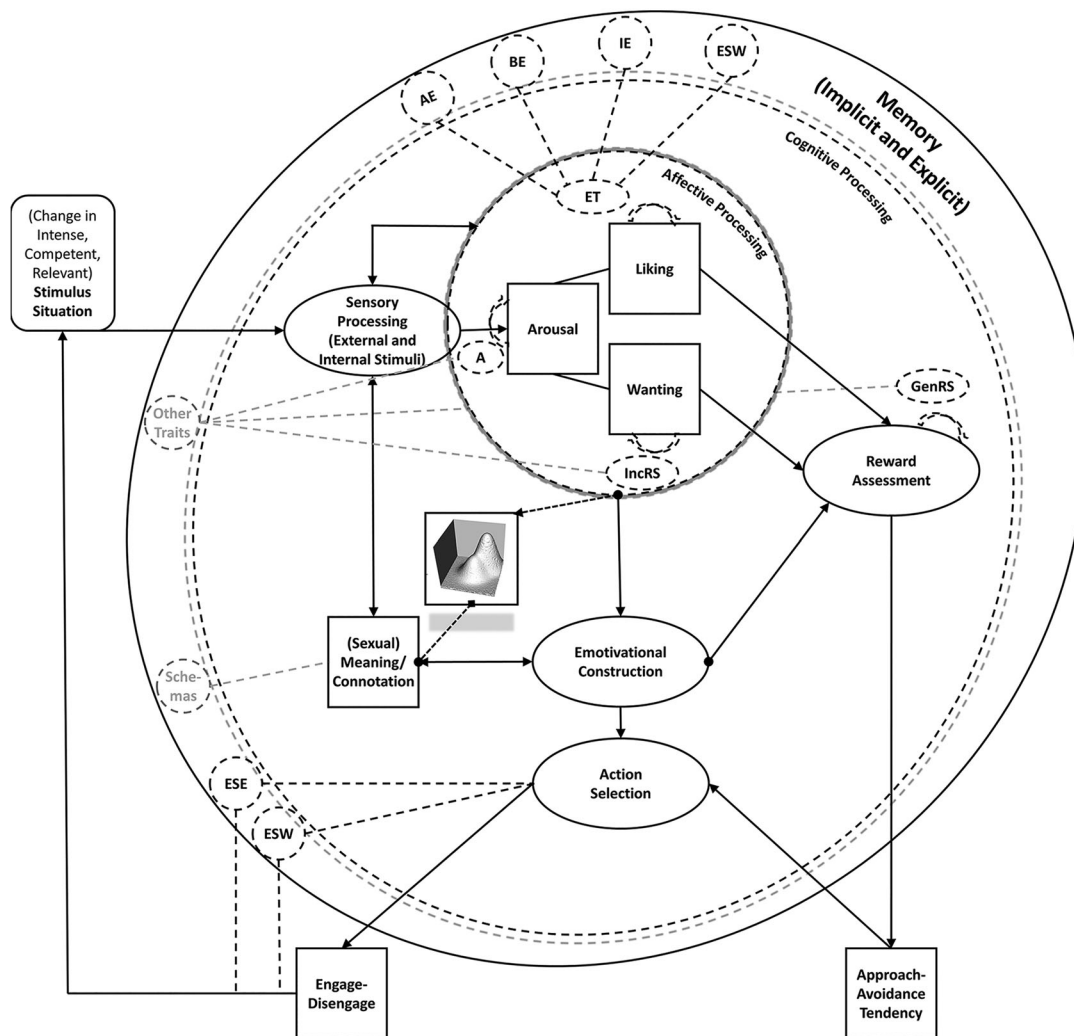 AE
BE
IE
ESW
Memory
(Implicit and Explicit)
Cognitive Processing
Affective Processing
ET
(Change in
Intense,
Competent,
Relevant)
Stimulus
Situation
Sensory
Processing
(External and
Internal Stimuli)
A
Arousal
Liking
Wanting
IncRS
GenRS
Reward
Assessment
Other
Traits
(Sexual)
Meaning/
Connotation
Emotivational
Construction
Sche-
mas
ESE
ESW
Action
Selection
Engage-
Disengage
Approach-
Avoidance
Tendency